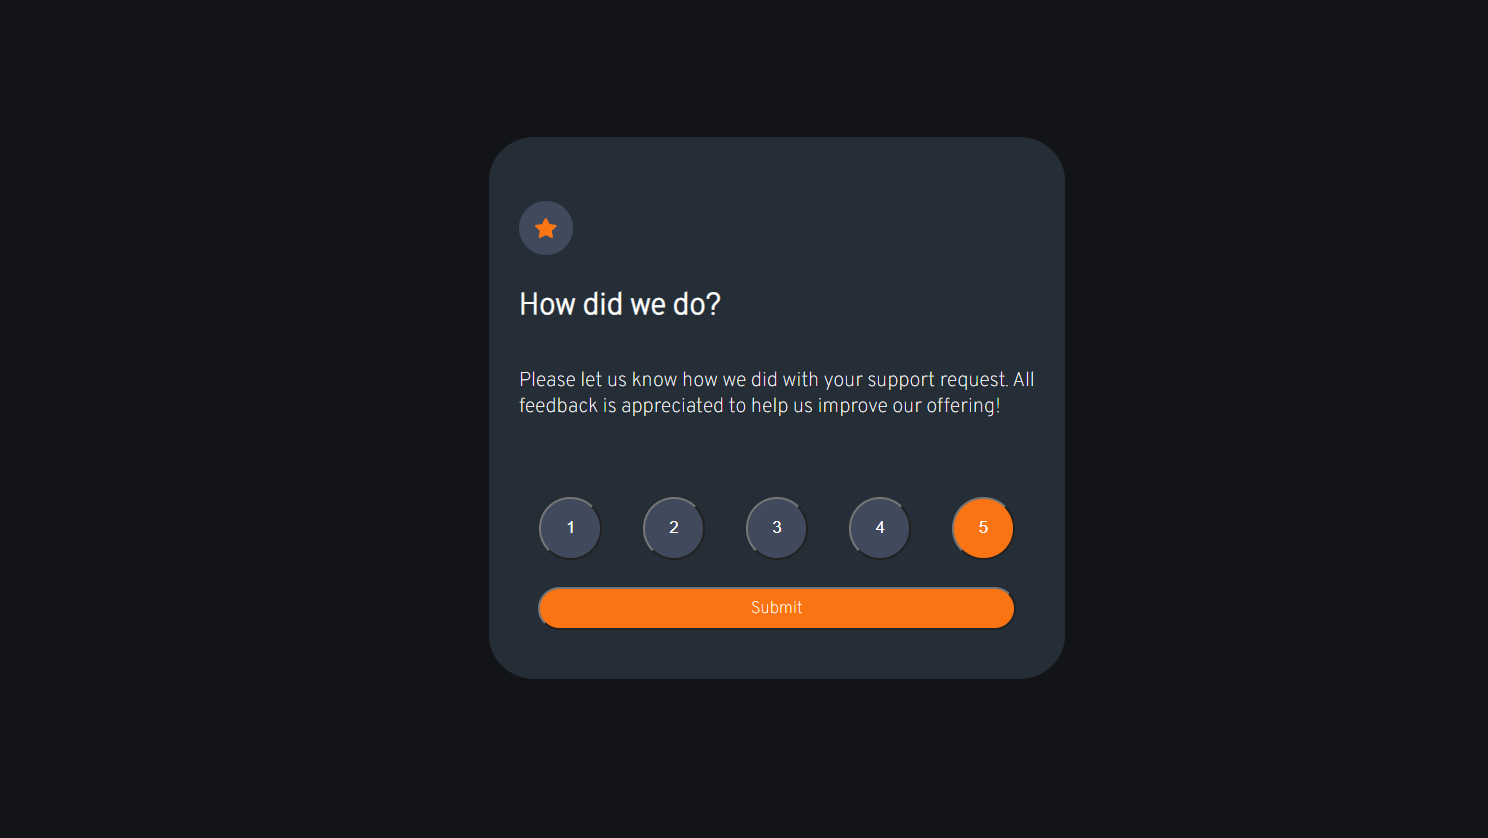 How did we do?
Please let us know how we did with your support request. All
feedback is appreciated to help us improve our offering!
1 2 3 4 5
Submit